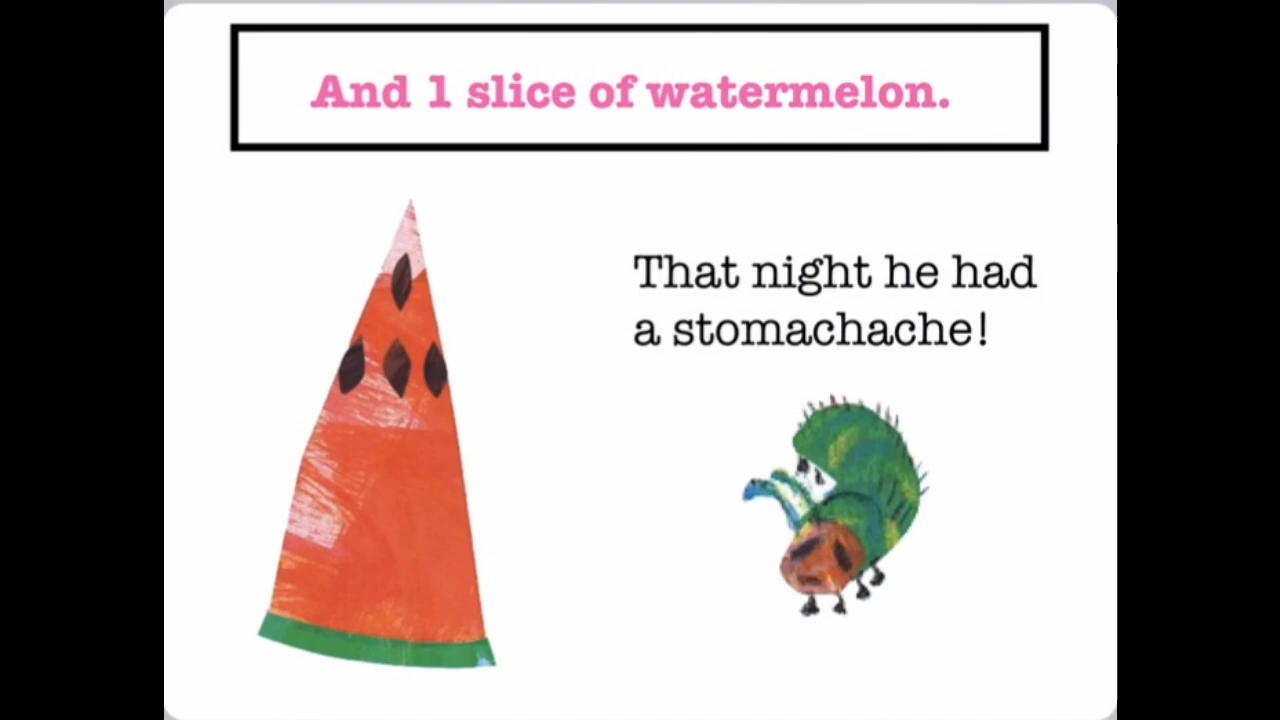 And 1 slice of watermelon.
That night he had
a stomachache!